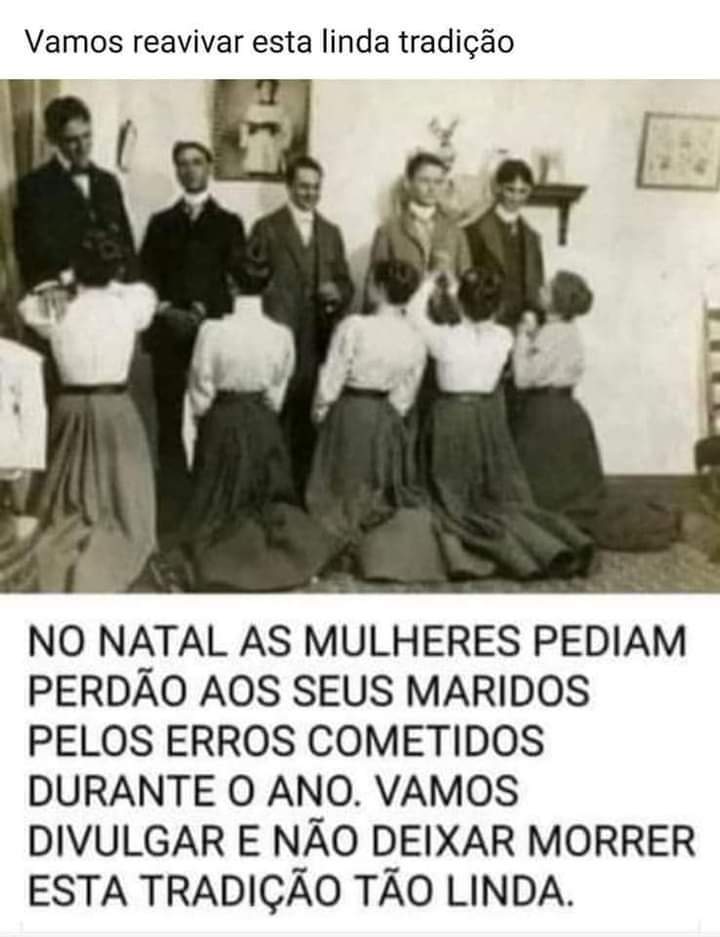 Vamos reavivar esta linda tradição
NO NATAL AS MULHERES PEDIAM
PERDÃO AOS SEUS MARIDOS
PELOS ERROS COMETIDOS
DURANTE O ANO. VAMOS
DIVULGAR E NÃO DEIXAR MORRER
ESTA TRADIÇÃO TÃO LINDA.